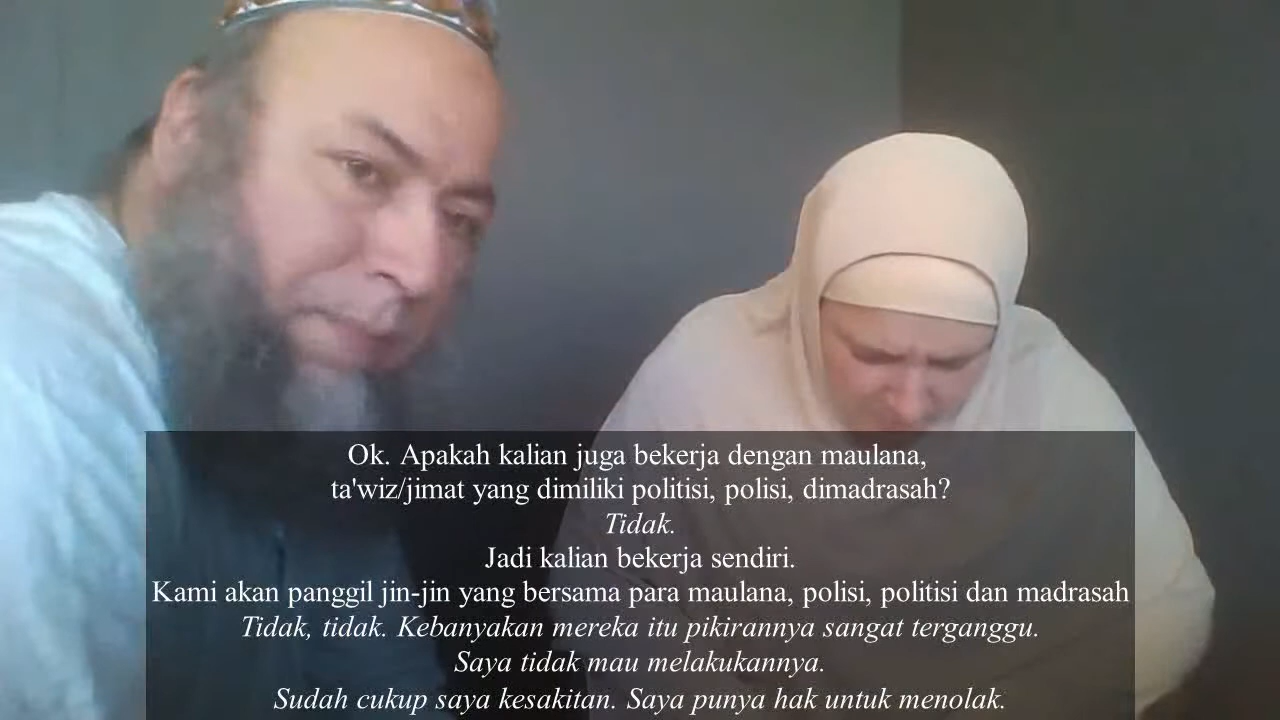 Ok. Apakah kalian juga bekerja dengan maulana,
ta'wiz/jimat yang dimiliki politisi, polisi, dimadrasah?
Tidak.
Jadi kalian bekerja sendiri.
Kami akan panggil jin-jin yang bersama para maulana, polisi, politisi dan madrasah
Tidak, tidak. Kebanyakan mereka itu pikirannya sangat terganggu.
Saya tidak mau melakukannya.
Sudah cukup saya kesakitan. Saya punya hak untuk menolak.